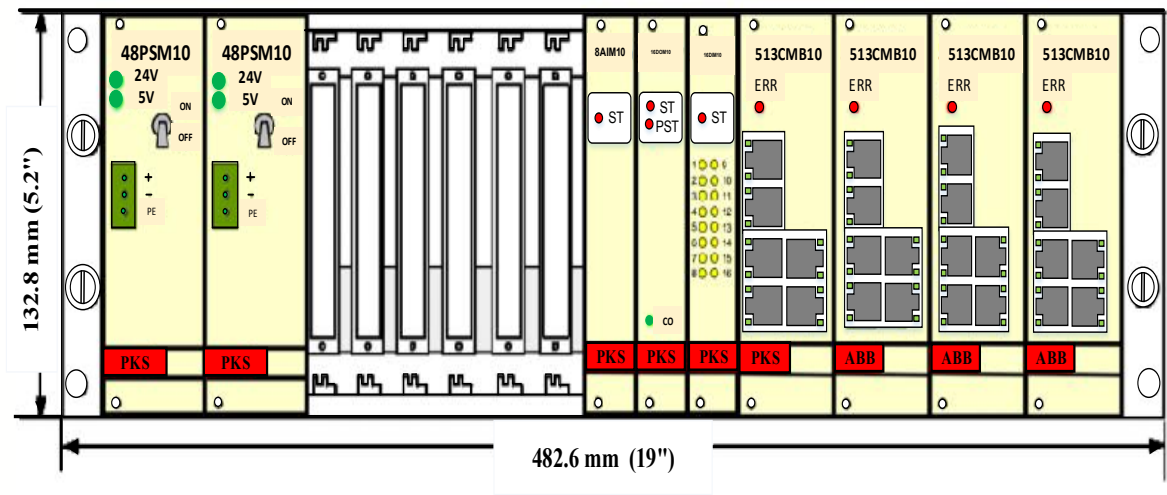 132.8 mm (5.2")
48PSM10
24V
5V
ON
OFF
+
-
PE
PKS
48PSM10
24V
5V
ON
OFF
+
-
PE
PKS
8AIM10
ST
PKS
ST
PST
CO
PKS
16DIM10
ST
1 9
2 10
3 11
4 12
5 13
6 14
7 15
8 16
PKS
513CMB10
ERR
PKS
513CMB10
ERR
ABB
513CMB10
ERR
ABB
513CMB10
ERR
ABB
482.6 mm (19")